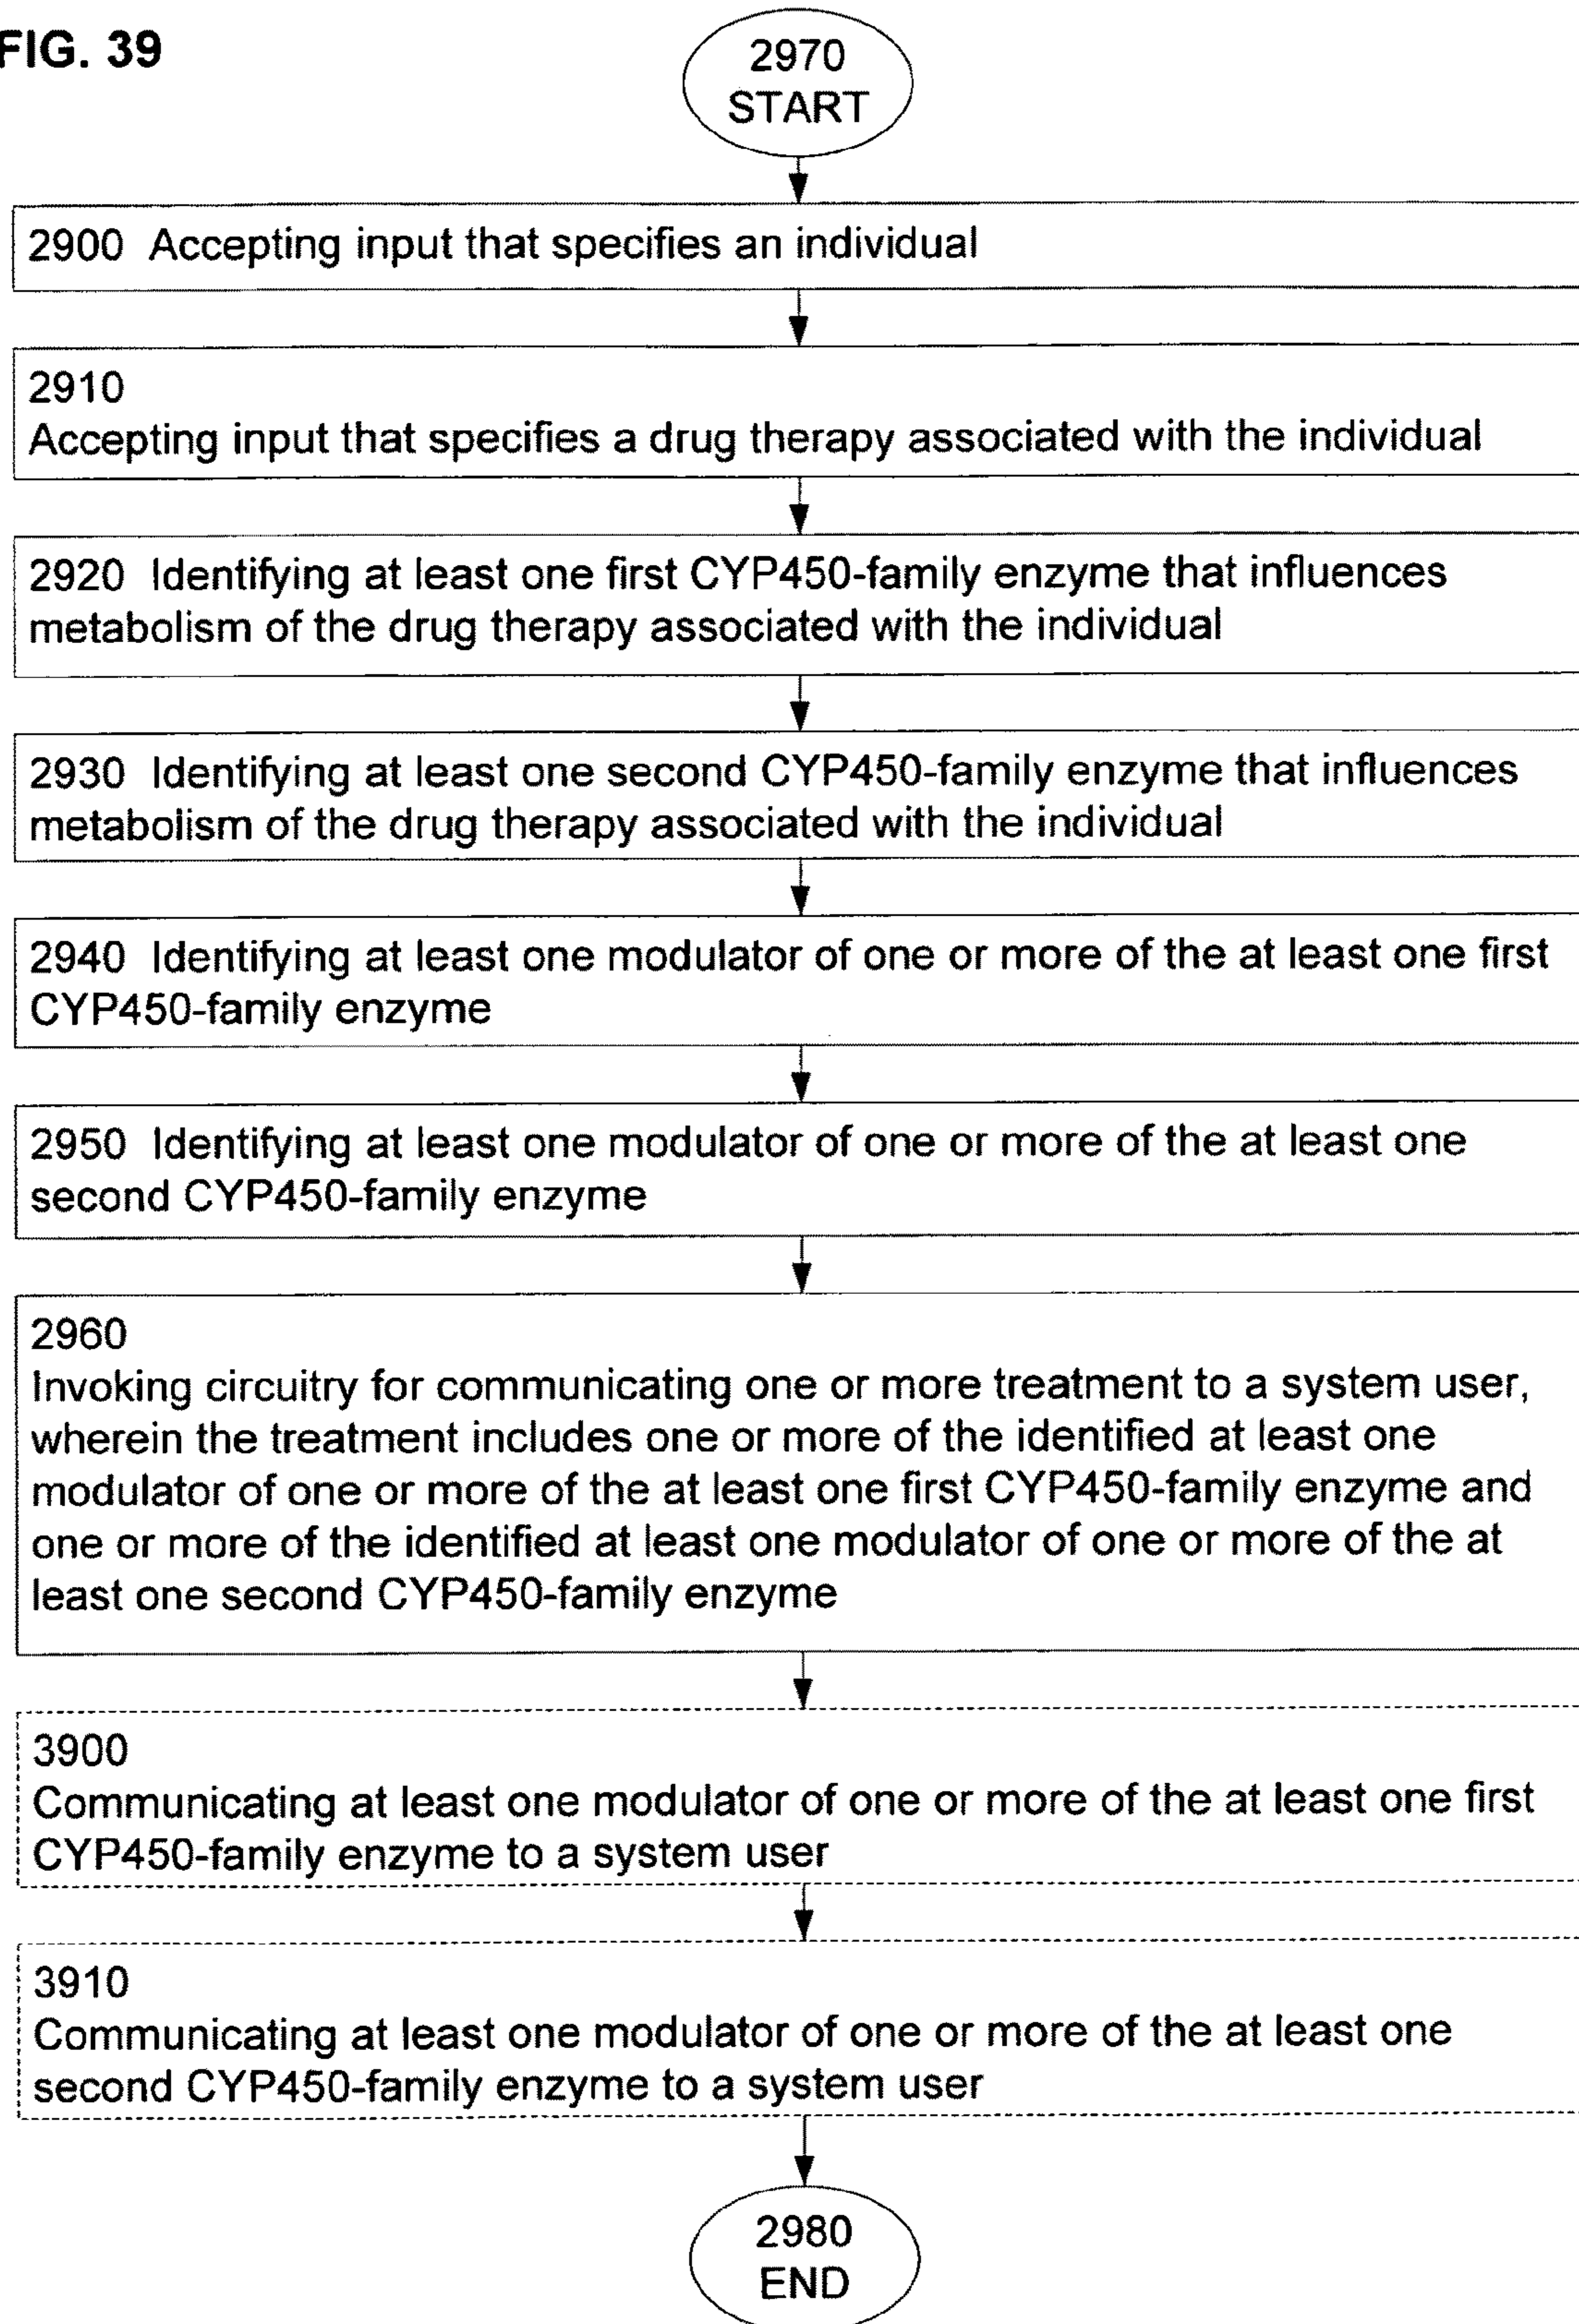 FIG. 39
2970
START
2900 Accepting input that specifies an individual
2910
Accepting input that specifies a drug therapy associated with the individual
2920 Identifying at least one first CYP450-family enzyme that influences
metabolism of the drug therapy associated with the individual
2930 Identifying at least one second CYP450-family enzyme that influences
metabolism of the drug therapy associated with the individual
2940 Identifying at least one modulator of one or more of the at least one first
CYP450-family enzyme
2950 Identifying at least one modulator of one or more of the at least one
second CYP450-family enzyme
2960
Invoking circuitry for communicating one or more treatment to a system user,
wherein the treatment includes one or more of the identified at least one
modulator of one or more of the at least one first CYP450-family enzyme and
one or more of the identified at least one modulator of one or more of the at
least one second CYP450-family enzyme
3900
Communicating at least one modulator of one or more of the at least one first
CYP450-family enzyme to a system user
3910
Communicating at least one modulator of one or more of the at least one
second CYP450-family enzyme to a system user
2980
END